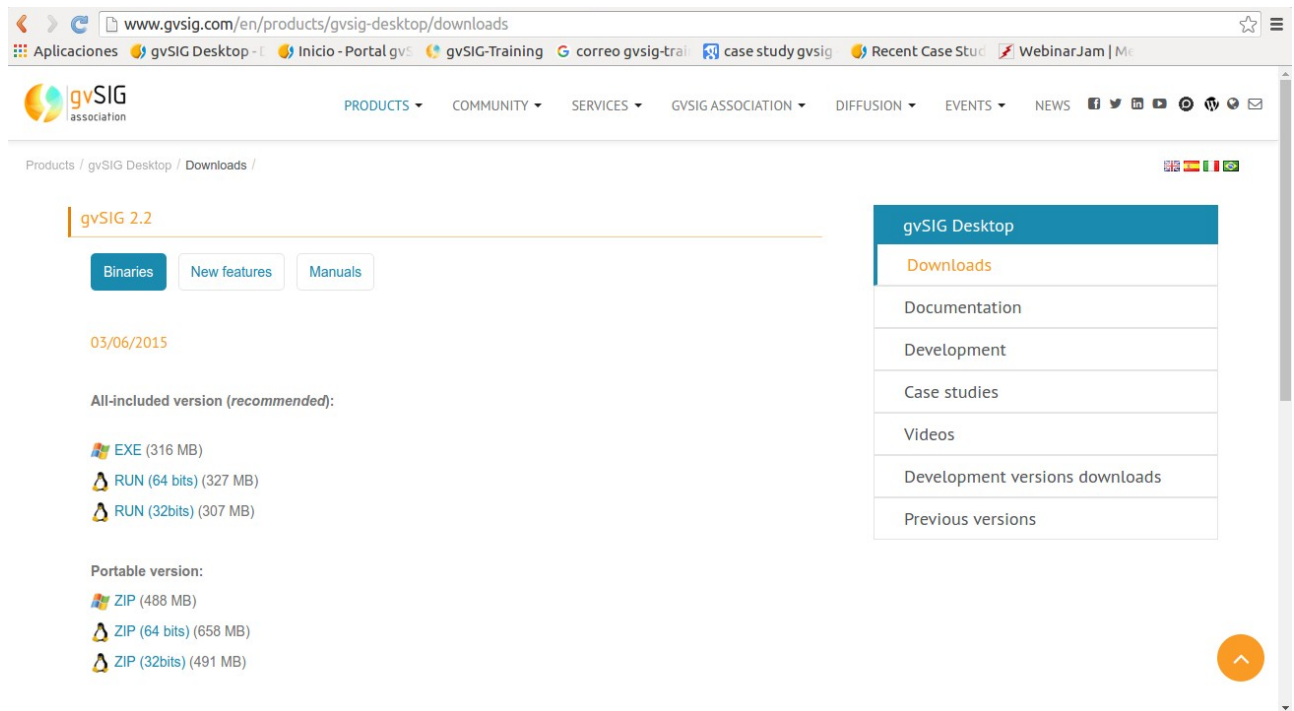 www.gvsig.com/en/products/gvsig-desktop/downloads
Aplicaciones gvSIG Desktop - Inicio - Portal gvS gvSIG-Training correo gvsig-trai case study gvsig Recent Case Stud WebinarJam | Me
gvSIG association
PRODUCTS COMMUNITY SERVICES GVSIG ASSOCIATION DIFFUSION EVENTS NEWS
Products / gvSIG Desktop / Downloads /
gvSIG 2.2
Binaries New features Manuals
03/06/2015
All-included version (recommended):
EXE (316 MB)
RUN (64 bits) (327 MB)
RUN (32bits) (307 MB)
Portable version:
ZIP (488 MB)
ZIP (64 bits) (658 MB)
ZIP (32bits) (491 MB)
gvSIG Desktop
Downloads
Documentation
Development
Case studies
Videos
Development versions downloads
Previous versions